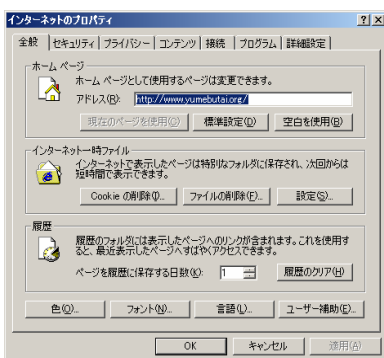 インターネットのプロパティ
全般 セキュリティ プライバシー コンテンツ 接続 プログラム 詳細設定
ホーム ページ
ホーム ページとして使用するページは変更できます。
アドレス(R): http://www.yumebutai.org/
現在のページを使用(C) 標準設定(D) 空白を使用(B)
インターネット一時ファイル
インターネットで表示したページは特別なフォルダに保存され、次回からは
短時間で表示できます。
Cookie の削除(I)... ファイルの削除(F)... 設定(S)...
履歴
履歴のフォルダには表示したページへのリンクが含まれます。これを使用す
ると、最近表示したページへすばやくアクセスできます。
ページを履歴に保存する日数(K): 1 履歴のクリア(H)
色(O)... フォント(N)... 言語(L)... ユーザー補助(E)...
OK キャンセル 適用(A)